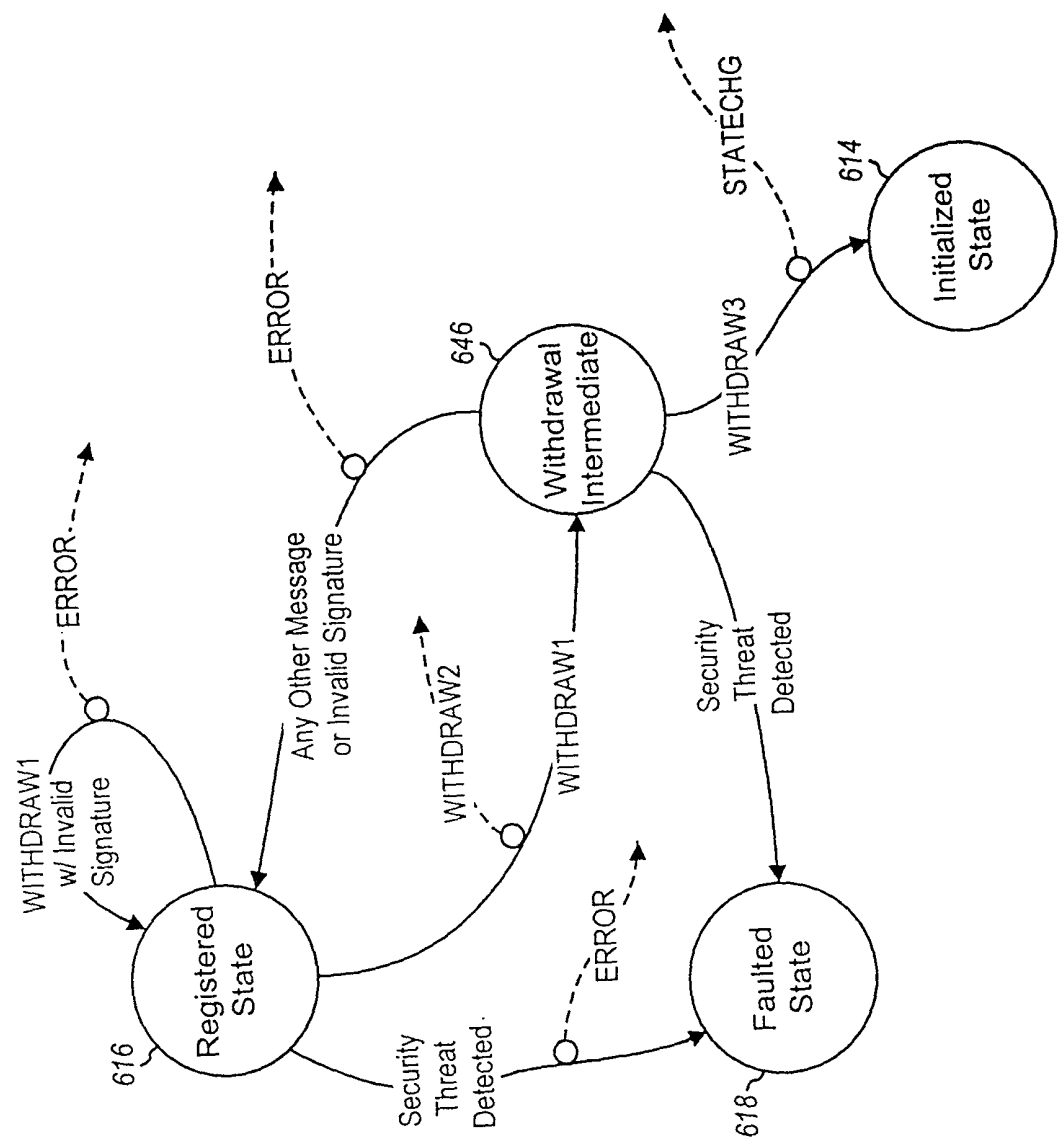 WITHDRAW1
w/ Invalid
Signature
ERROR
ERROR
616
Registered
State
Any Other Message
or Invalid Signature
646
Withdrawal
Intermediate
STATECHG
WITHDRAW2
WITHDRAW1
WITHDRAW3
614
Initialized
State
Security
Threat
Detected
ERROR
Security
Threat
Detected
618
Faulted
State